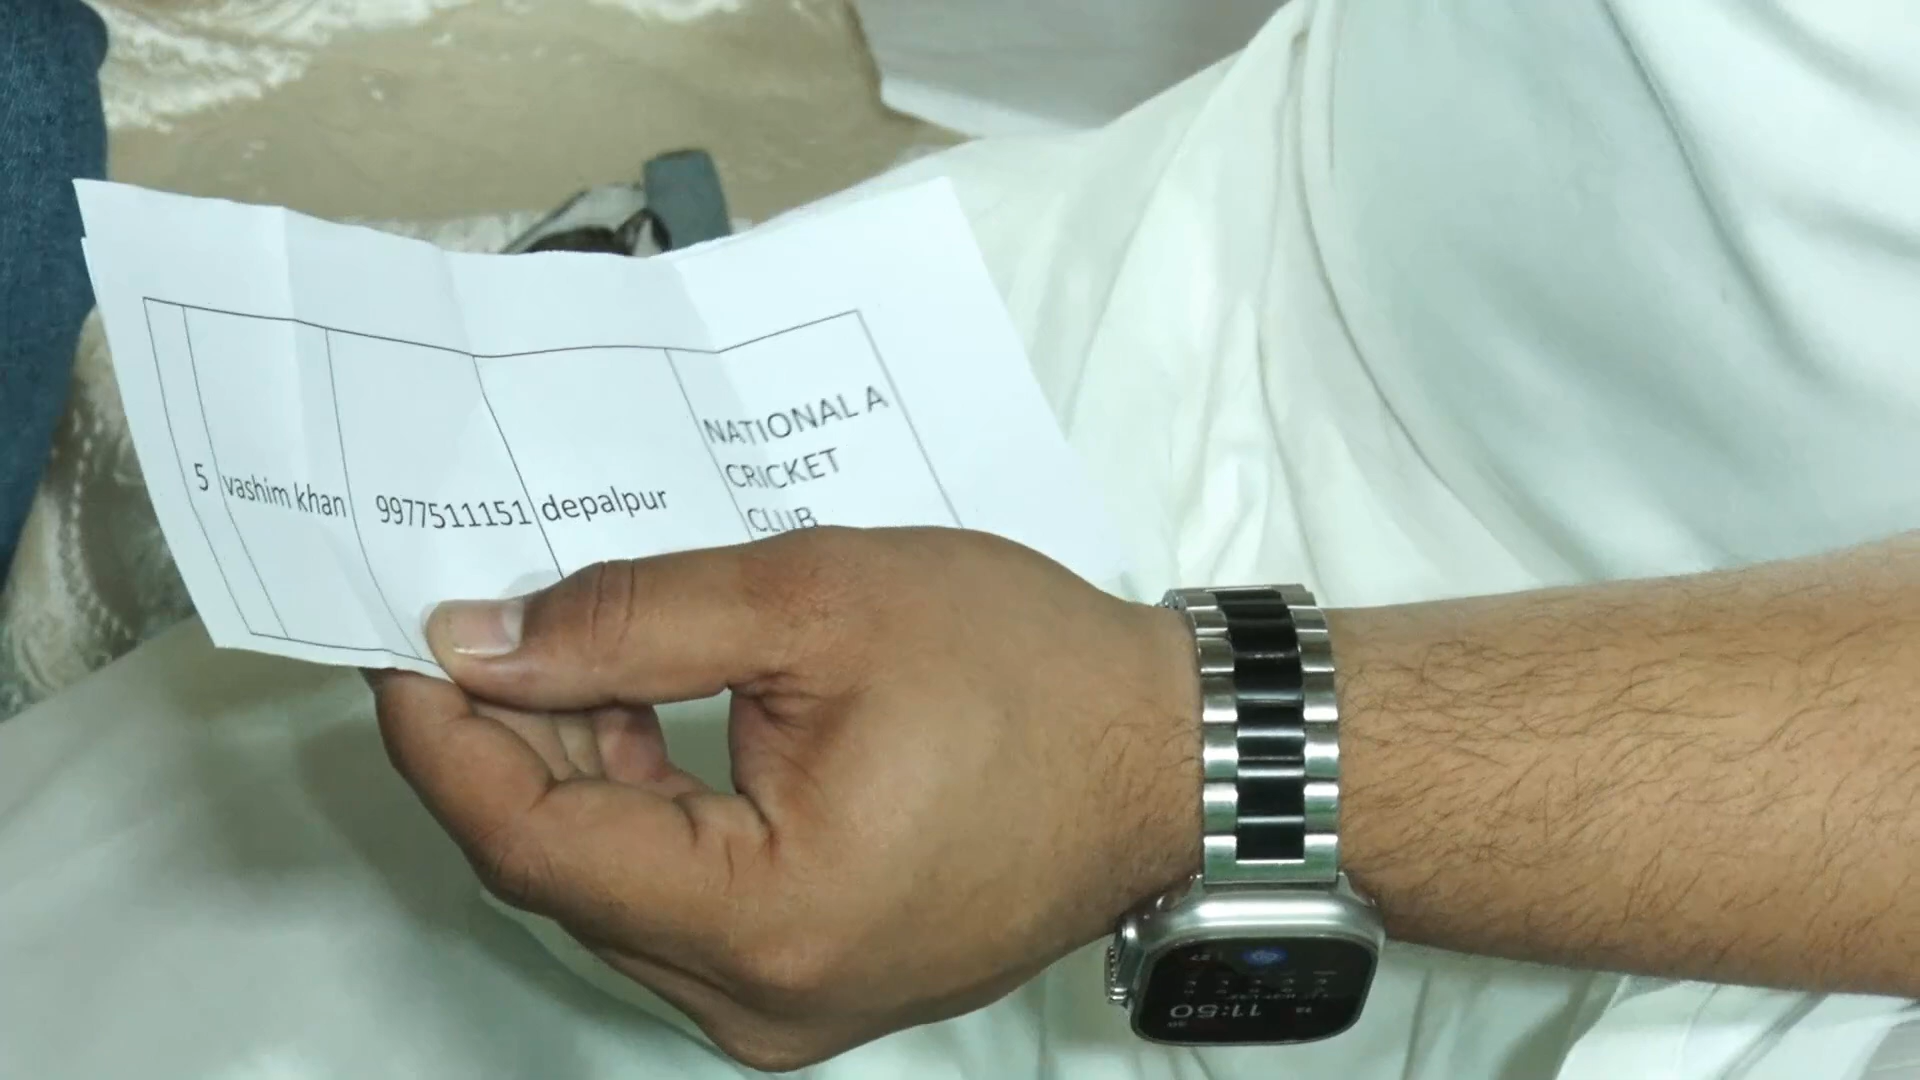 5 vashim khan 9977511151 depalpur
NATIONAL A
CRICKET
CLUB
11:50